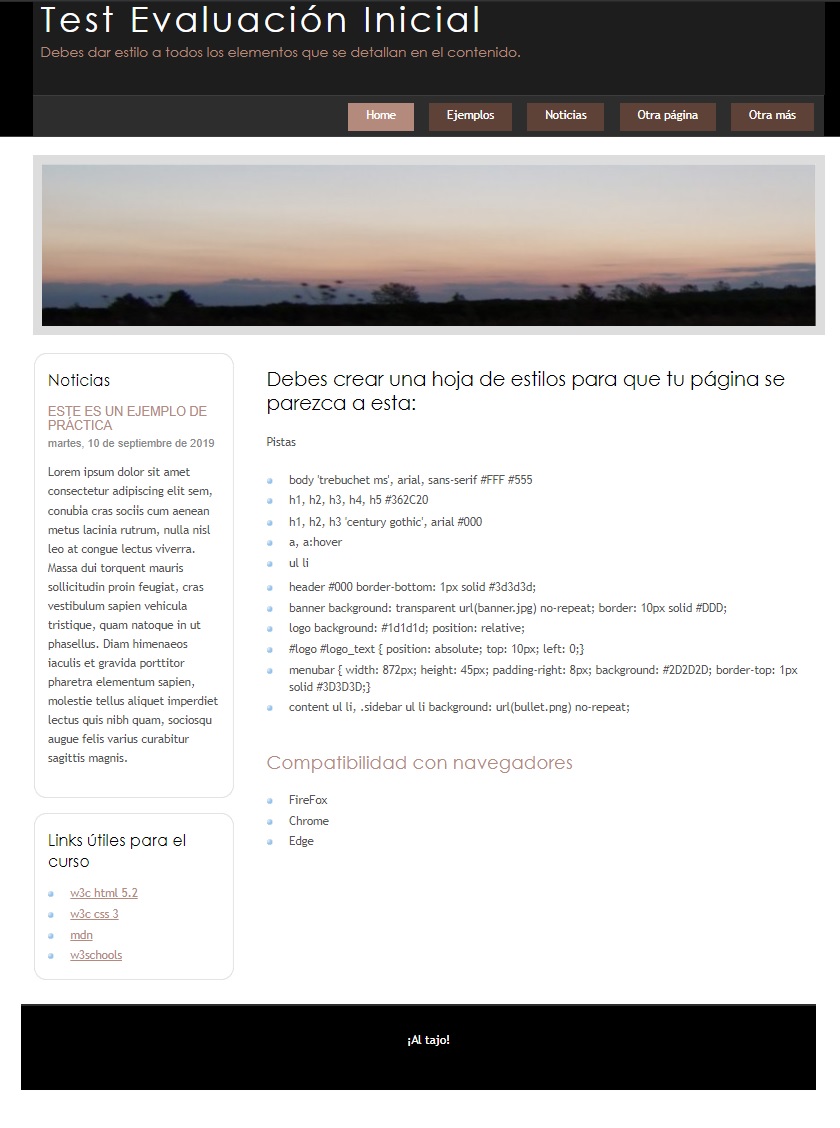 Test Evaluación Inicial
Debes dar estilo a todos los elementos que se detallan en el contenido.
Home
Ejemplos
Noticias
Otra página
Otra más
Noticias
ESTE ES UN EJEMPLO DE
PRÁCTICA
martes, 10 de septiembre de 2019
Lorem ipsum dolor sit amet
consectetur adipiscing elit sem,
conubia cras sociis cum aenean
metus lacinia rutrum, nulla nisl
leo at congue lectus viverra.
Massa dui torquent mauris
sollicitudin proin feugiat, cras
vestibulum sapien vehicula
tristique, quam natoque in ut
phasellus. Diam himenaeos
iaculis et gravida porttitor
pharetra elementum sapien,
molestie tellus aliquet imperdiet
lectus quis nibh quam, sociosqu
augue felis varius curabitur
sagittis magnis.
Links útiles para el
curso
w3c html 5.2
w3c css 3
mdn
w3schools
Debes crear una hoja de estilos para que tu página se
parezca a esta:
Pistas
body 'trebuchet ms', arial, sans-serif #FFF #555
h1, h2, h3, h4, h5 #362C20
h1, h2, h3 'century gothic', arial #000
a, a:hover
ul li
header #000 border-bottom: 1px solid #3d3d3d;
banner background: transparent url(banner.jpg) no-repeat; border: 10px solid #DDD;
logo background: #1d1d1d; position: relative;
#logo #logo_text { position: absolute; top: 10px; left: 0;}
menubar { width: 872px; height: 45px; padding-right: 8px; background: #2D2D2D; border-top: 1px
solid #3D3D3D;}
content ul li, .sidebar ul li background: url(bullet.png) no-repeat;
Compatibilidad con navegadores
FireFox
Chrome
Edge
¡Al tajo!